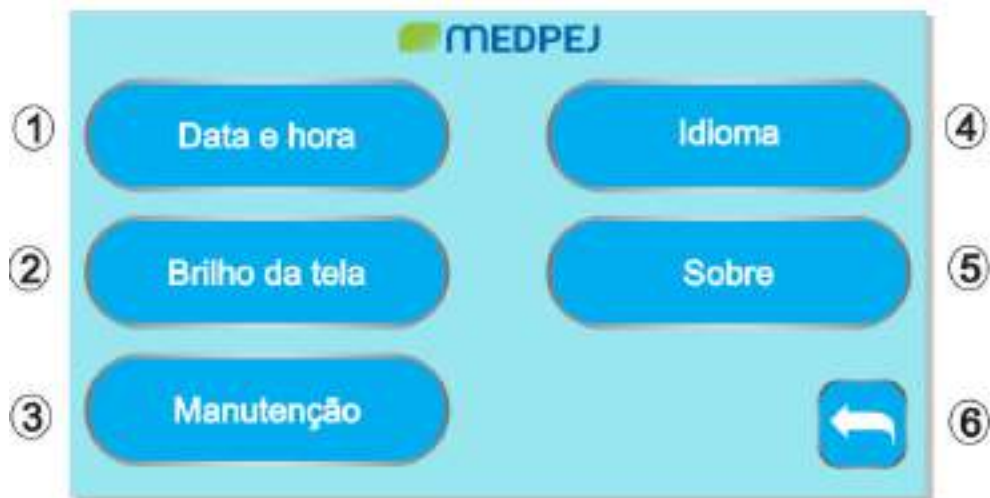 MEDPEJ
1 Data e hora Idioma 4
2 Brilho da tela Sobre 5
3 Manutenção 6